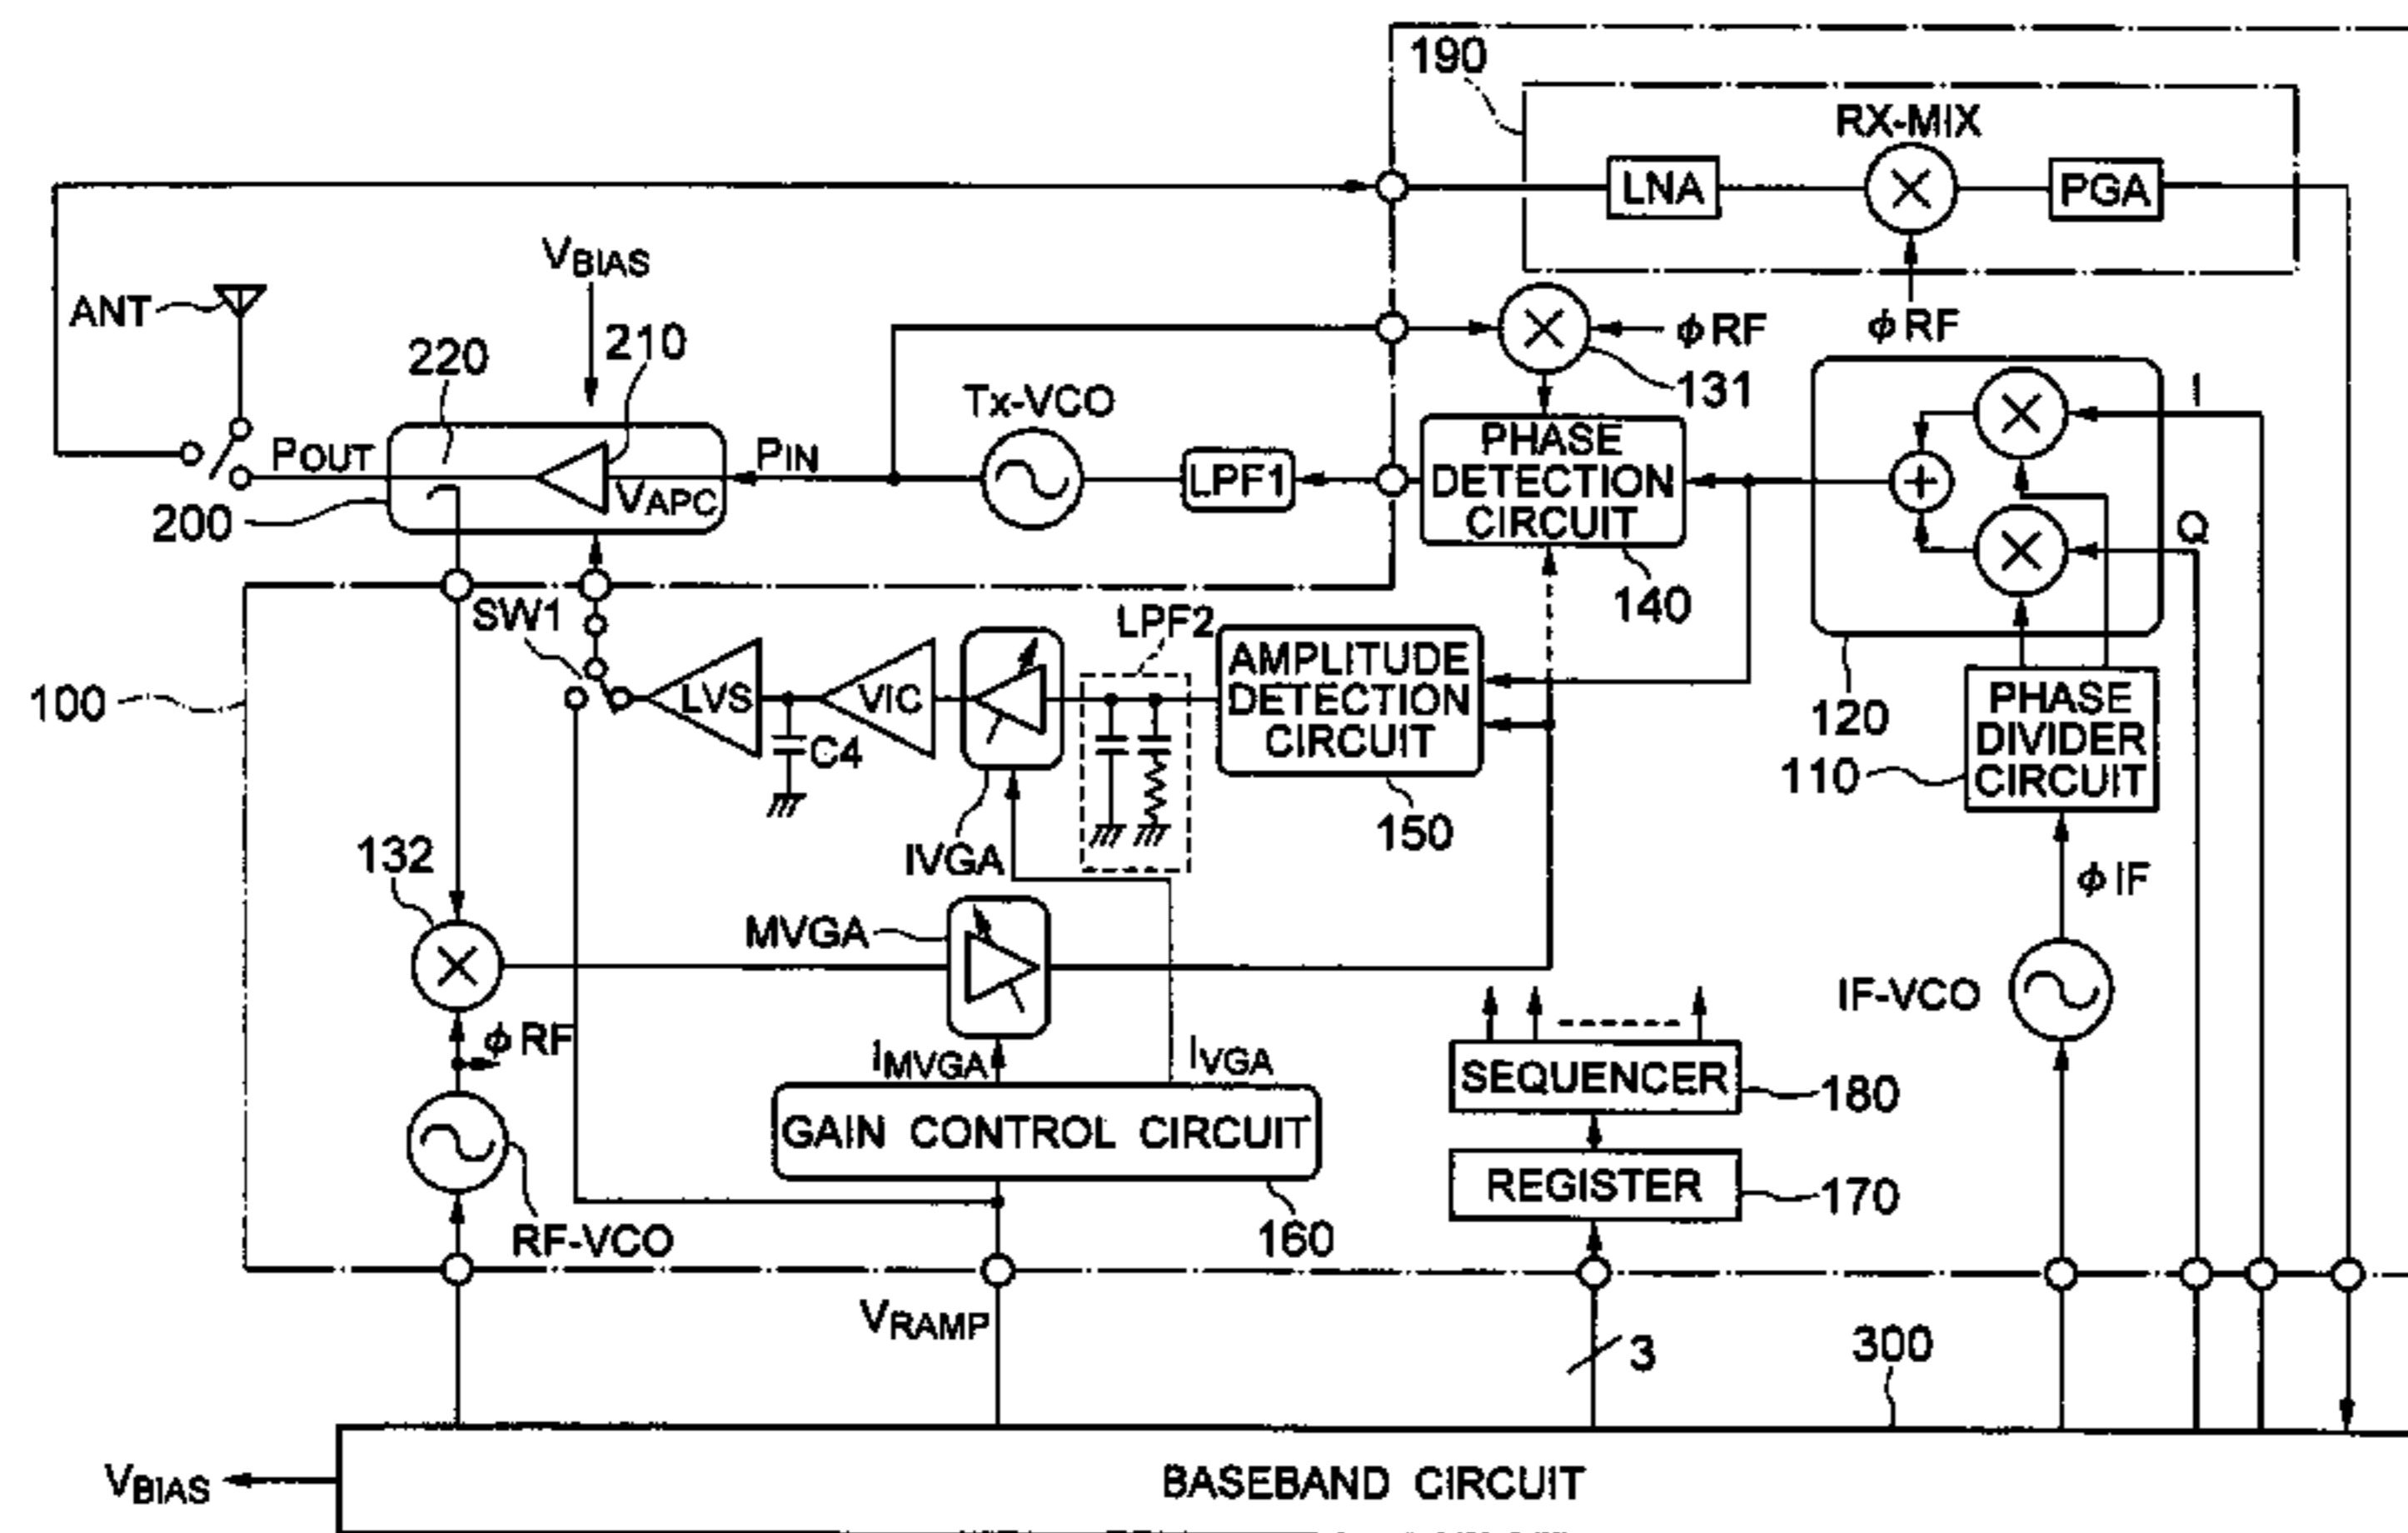 190
RX-MIX
LNA
PGA
VBIAS
ANT
220
210
ϕRF
ϕRF
131
I
Tx-VCO
POUT
PIN
VAPC
LPF1
PHASE
DETECTION
CIRCUIT
200
Q
140
SW1
LPF2
100
LVS
VIC
AMPLITUDE
DETECTION
CIRCUIT
C4
120
PHASE
DIVIDER
CIRCUIT
110
150
132
IVGA
ϕIF
MVGA
IF-VCO
ϕRF
IMVGA
IVGA
SEQUENCER
180
GAIN CONTROL CIRCUIT
REGISTER
170
RF-VCO
160
VRAMP
3
300
VBIAS
BASEBAND CIRCUIT